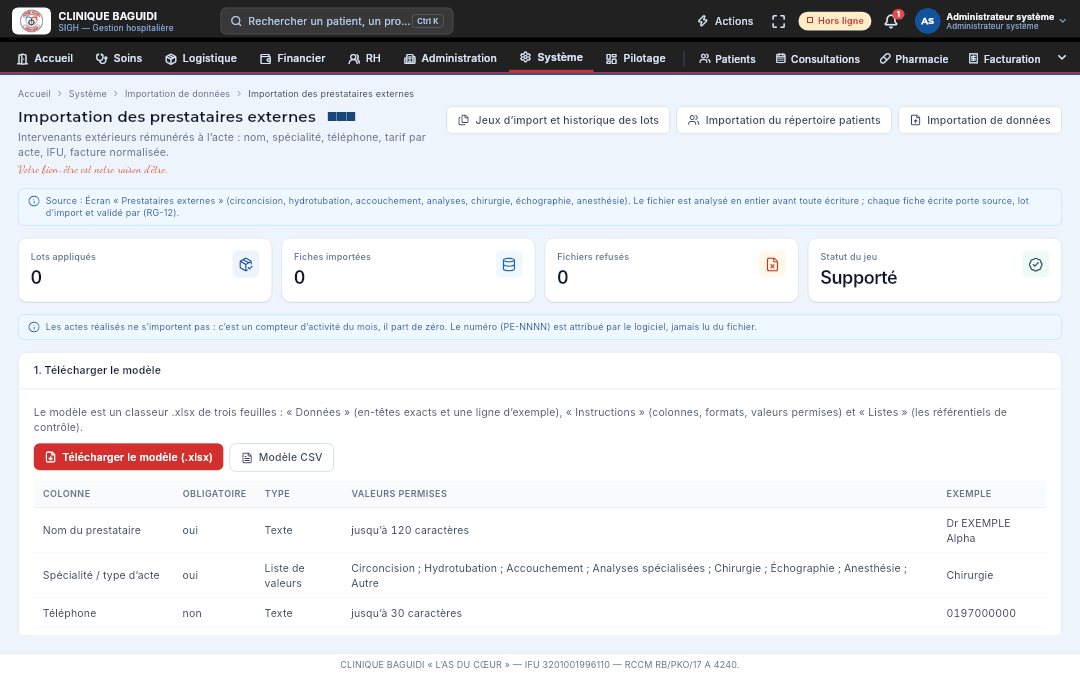 CLINIQUE BAGUIDI
SIGH — Gestion hospitalière
Rechercher un patient, un pro... Ctrl K
Actions
Hors ligne
1
AS
Administrateur système
Administrateur système
Accueil
Soins
Logistique
Financier
RH
Administration
Système
Pilotage
Patients
Consultations
Pharmacie
Facturation
Accueil > Système > Importation de données > Importation des prestataires externes
Importation des prestataires externes
Intervenants extérieurs rémunérés à l’acte : nom, spécialité, téléphone, tarif par
acte, IFU, facture normalisée.
Votre bien-être est notre raison d'être.
Jeux d’import et historique des lots
Importation du répertoire patients
Importation de données
Source : Écran « Prestataires externes » (circoncision, hydrotubation, accouchement, analyses, chirurgie, échographie, anesthésie). Le fichier est analysé en entier avant toute écriture ; chaque fiche écrite porte source, lot
d’import et validé par (RG-12).
Lots appliqués
0
Fiches importées
0
Fichiers refusés
0
Statut du jeu
Supporté
Les actes réalisés ne s’importent pas : c’est un compteur d’activité du mois, il part de zéro. Le numéro (PE-NNNN) est attribué par le logiciel, jamais lu du fichier.
1. Télécharger le modèle
Le modèle est un classeur .xlsx de trois feuilles : « Données » (en-têtes exacts et une ligne d’exemple), « Instructions » (colonnes, formats, valeurs permises) et « Listes » (les référentiels de
contrôle).
Télécharger le modèle (.xlsx)
Modèle CSV
COLONNE OBLIGATOIRE TYPE VALEURS PERMISES EXEMPLE
Nom du prestataire oui Texte jusqu’à 120 caractères Dr EXEMPLE
Alpha
Spécialité / type d’acte oui Liste de
valeurs
Circoncision ; Hydrotubation ; Accouchement ; Analyses spécialisées ; Chirurgie ; Échographie ; Anesthésie ;
Autre
Chirurgie
Téléphone non Texte jusqu’à 30 caractères 0197000000
CLINIQUE BAGUIDI « L’AS DU CŒUR » — IFU 3201001996110 — RCCM RB/PKO/17 A 4240.